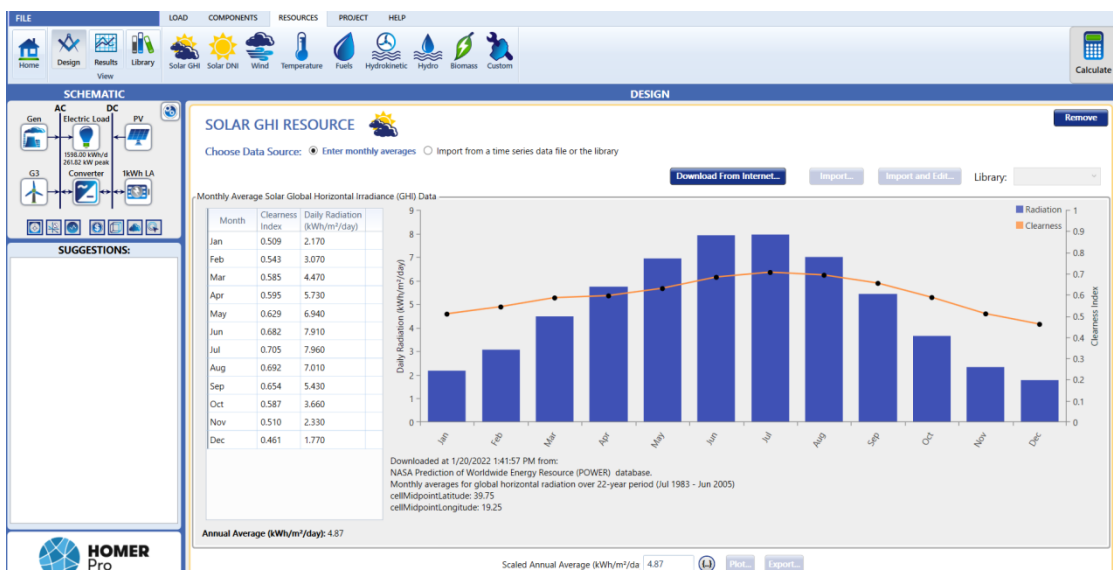 FILE LOAD COMPONENTS RESOURCES PROJECT HELP
Home Design Results Library Solar GHI Solar DNI Wind Temperature Fuels Hydrokinetic Hydro Biomass Custom Calculate
View
SCHEMATIC DESIGN
AC DC
Gen Electric Load PV
1598.00 kWh/d
261.82 kW peak
G3 Converter 1kWh LA
SUGGESTIONS:
HOMER
Pro
SOLAR GHI RESOURCE Remove
Choose Data Source: Enter monthly averages Import from a time series data file or the library
Download From Internet... Import... Import and Edit... Library:
Monthly Average Solar Global Horizontal Irradiance (GHI) Data
Month Clearness Index Daily Radiation (kWh/m²/day)
Jan 0.509 2.170
Feb 0.543 3.070
Mar 0.585 4.470
Apr 0.595 5.730
May 0.629 6.940
Jun 0.682 7.910
Jul 0.705 7.960
Aug 0.692 7.010
Sep 0.654 5.430
Oct 0.587 3.660
Nov 0.510 2.330
Dec 0.461 1.770
Daily Radiation (kWh/m²/day)
9
8
7
6
5
4
3
2
1
0
Jan Feb Mar Apr May Jun Jul Aug Sep Oct Nov Dec
Radiation
Clearness
1
0.9
0.8
0.7
0.6
0.5
0.4
0.3
0.2
0.1
0
Clearness Index
Downloaded at 1/20/2022 1:41:57 PM from:
NASA Prediction of Worldwide Energy Resource (POWER) database.
Monthly averages for global horizontal radiation over 22-year period (Jul 1983 - Jun 2005)
cellMidpointLatitude: 39.75
cellMidpointLongitude: 19.25
Annual Average (kWh/m²/day): 4.87
Scaled Annual Average (kWh/m²/da 4.87 {..} Plot... Export...